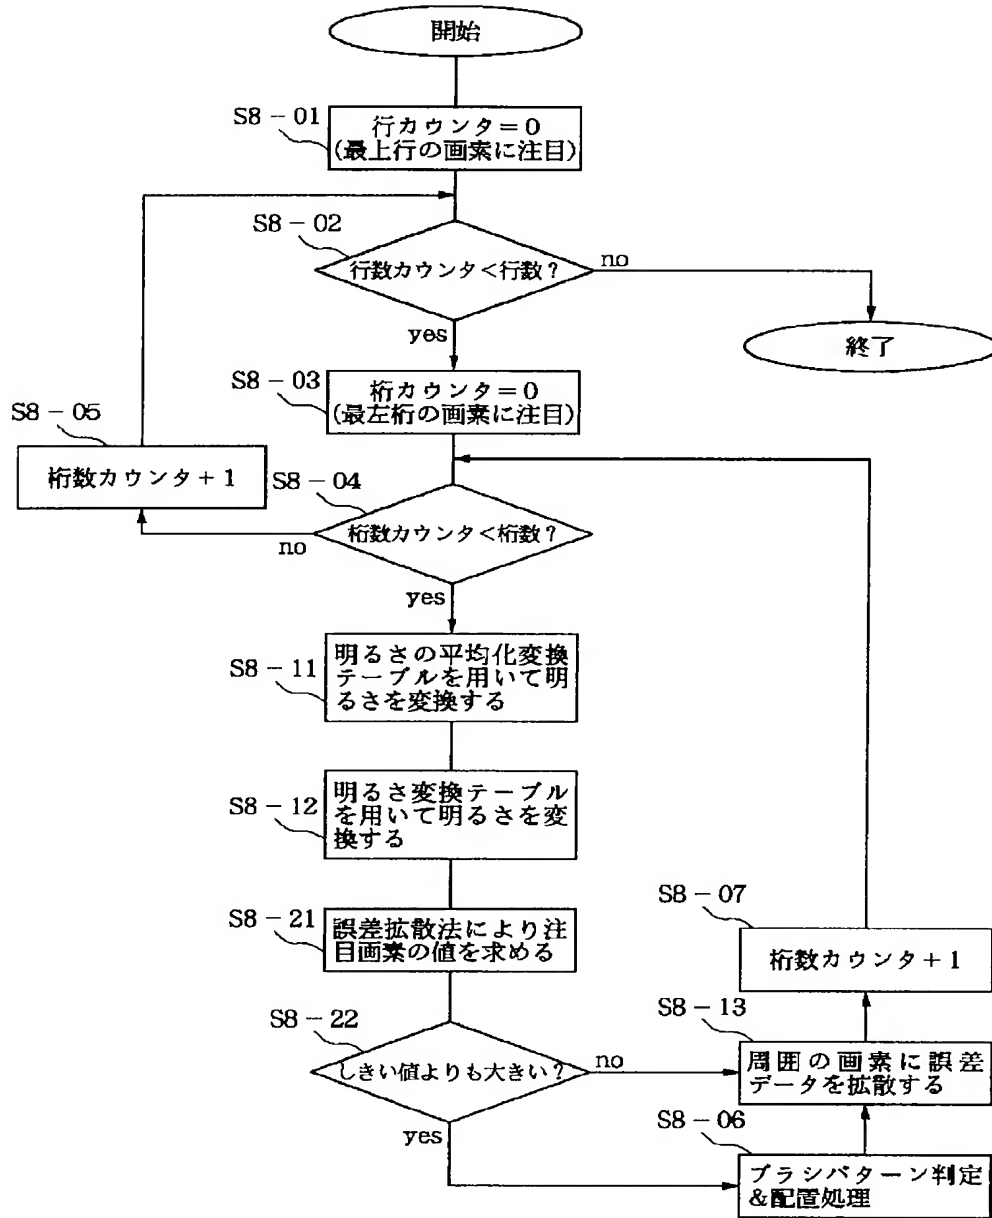 開始
S8-01
行カウンタ=0
(最上行の画素に注目)
S8-02
行数カウンタ<行数?
no
yes
終了
S8-03
桁カウンタ=0
(最左桁の画素に注目)
S8-05
桁数カウンタ+1
S8-04
桁数カウンタ<桁数?
no
yes
S8-11
明るさの平均化変換
テーブルを用いて明
るさを変換する
S8-12
明るさ変換テーブル
を用いて明るさを変
換する
S8-21
誤差拡散法により注
目画素の値を求める
S8-22
しきい値よりも大きい?
no
yes
S8-07
桁数カウンタ+1
S8-13
周囲の画素に誤差
データを拡散する
S8-06
ブラシパターン判定
&配置処理